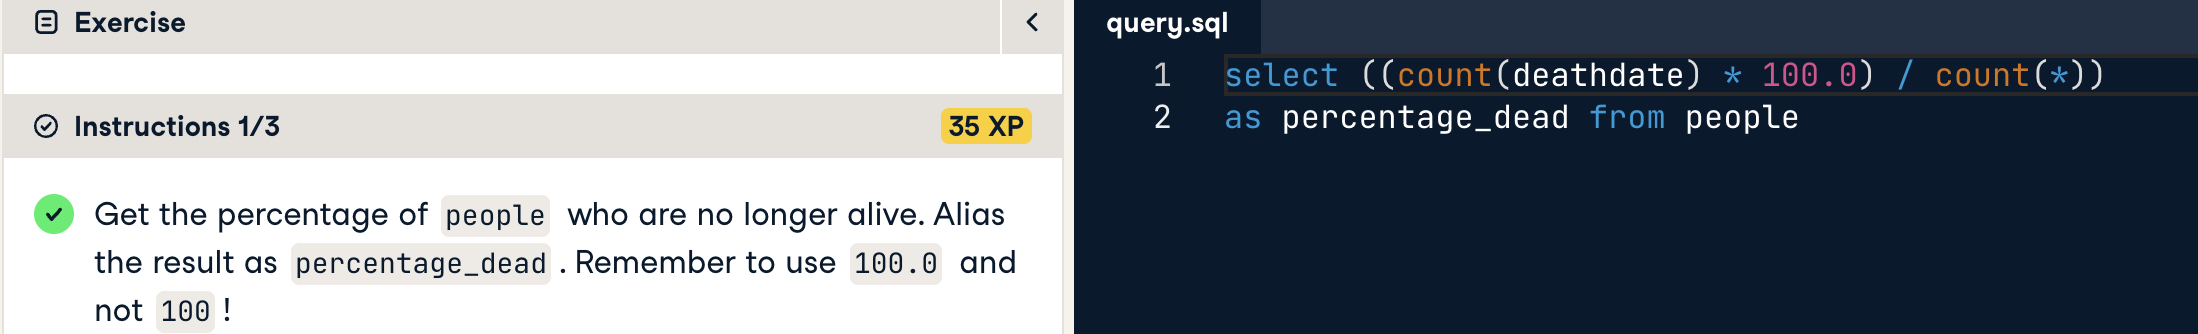 Exercise
Instructions 1/3
35 XP
Get the percentage of people who are no longer alive. Alias
the result as percentage_dead . Remember to use 100.0 and
not 100 !
query.sql
1 select ((count(deathdate) * 100.0) / count(*))
2 as percentage_dead from people